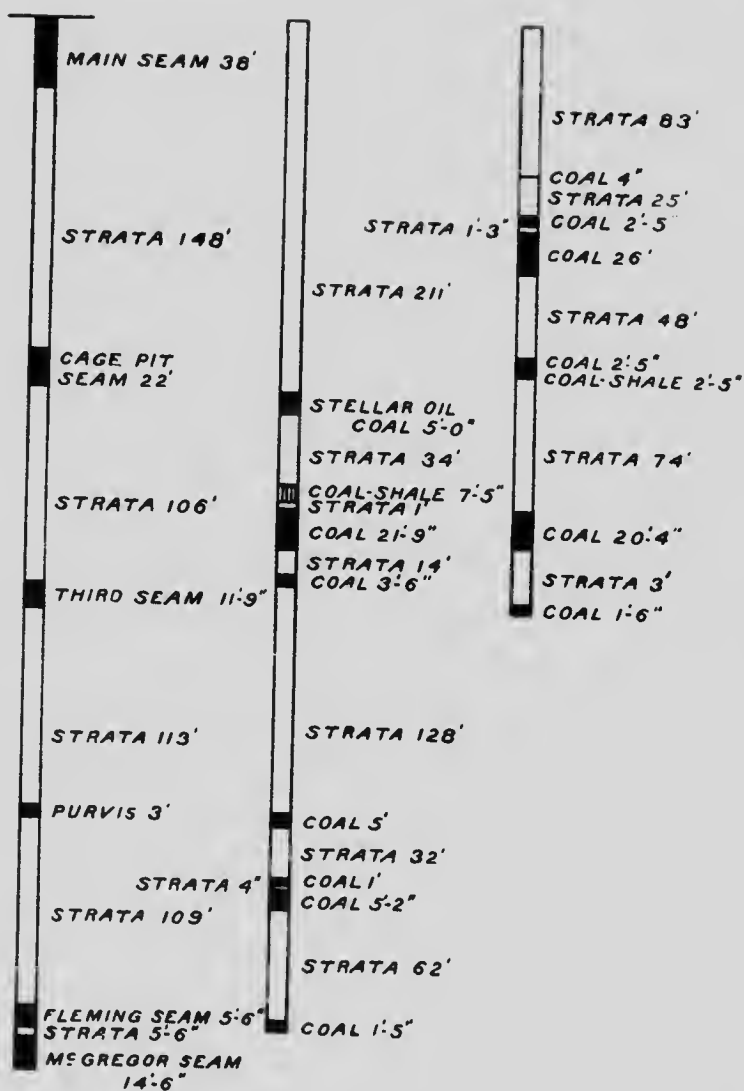 MAIN SEAM 38'
STRATA 148'
CAGE PIT
SEAM 22'
STRATA 106'
THIRD SEAM 11'-9"
STRATA 113'
PURVIS 3'
STRATA 109'
FLEMING SEAM 5'-6"
STRATA 5'-6"
McGREGOR SEAM
14'-6"
STRATA 211'
STELLAR OIL
COAL 5'-0"
STRATA 34'
COAL-SHALE 7'-5"
STRATA 1'
COAL 21'-9"
STRATA 14'
COAL 3'-6"
STRATA 128'
COAL 5'
STRATA 32'
STRATA 4"
COAL 1'
COAL 5'-2"
STRATA 62'
COAL 1'-5"
STRATA 83'
COAL 4"
STRATA 25'
STRATA 1'-3"
COAL 2'-5"
COAL 26'
STRATA 48'
COAL 2'-5"
COAL-SHALE 2'-5"
STRATA 74'
COAL 20'-4"
STRATA 3'
COAL 1'-6"